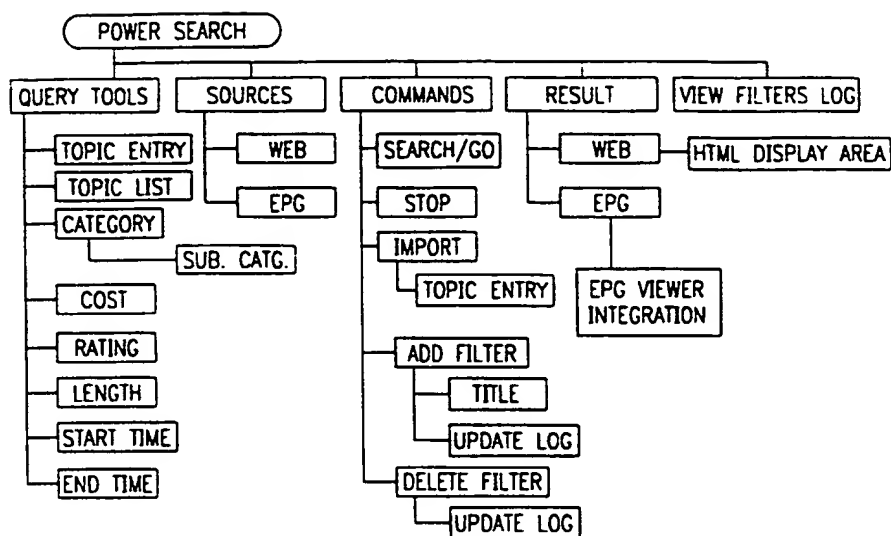 POWER SEARCH
QUERY TOOLS
SOURCES
COMMANDS
RESULT
VIEW FILTERS LOG
TOPIC ENTRY
TOPIC LIST
CATEGORY
SUB. CATG.
COST
RATING
LENGTH
START TIME
END TIME
WEB
EPG
SEARCH/GO
STOP
IMPORT
TOPIC ENTRY
ADD FILTER
TITLE
UPDATE LOG
DELETE FILTER
UPDATE LOG
WEB
HTML DISPLAY AREA
EPG
EPG VIEWER
INTEGRATION